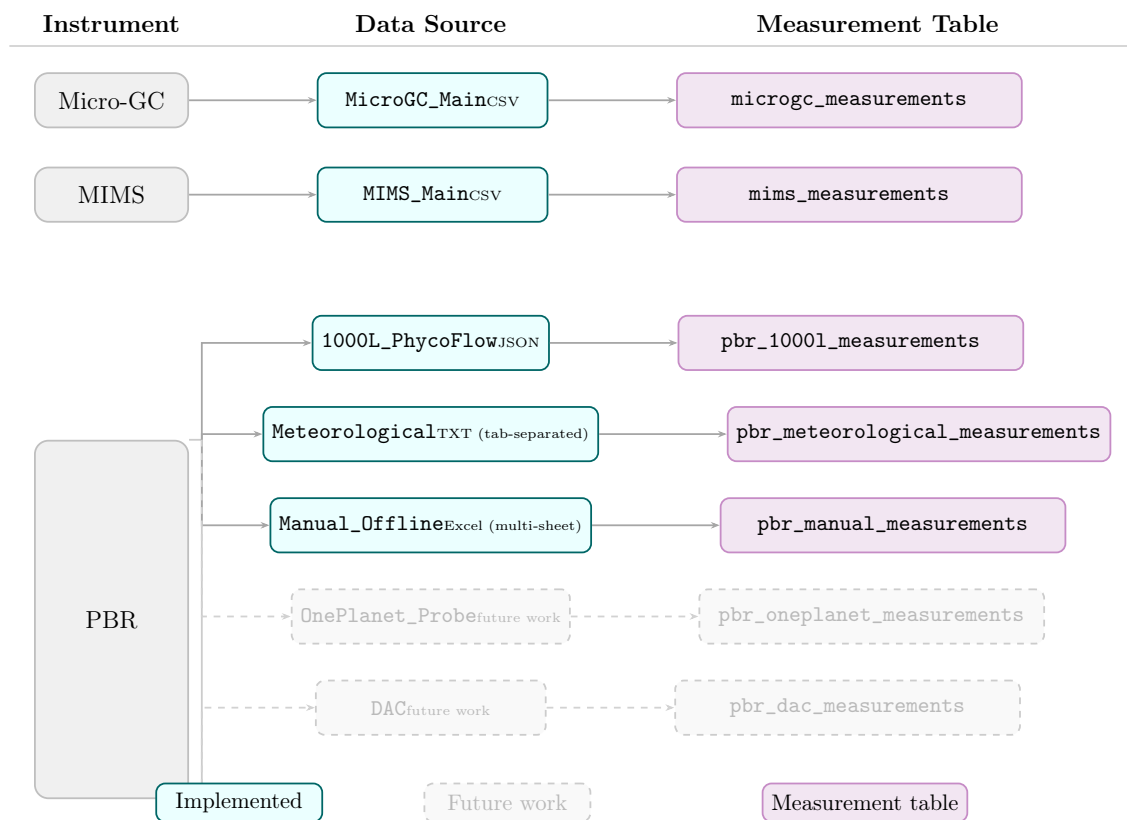 Instrument Data Source Measurement Table
Micro-GC MicroGC_MainCSV microgc_measurements
MIMS MIMS_MainCSV mims_measurements
1000L_PhycoFlowJSON pbr_1000l_measurements
MeteorologicalTXT (tab-separated) pbr_meteorological_measurements
Manual_OfflineExcel (multi-sheet) pbr_manual_measurements
PBR OnePlanet_Probefuture work pbr_oneplanet_measurements
DACfuture work pbr_dac_measurements
Implemented Future work Measurement table